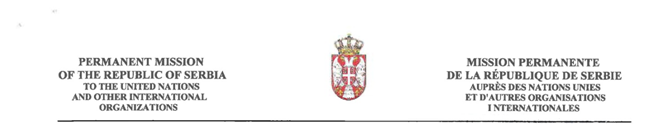 PERMANENT MISSION
OF THE REPUBLIC OF SERBIA
TO THE UNITED NATIONS
AND OTHER INTERNATIONAL
ORGANIZATIONS
MISSION PERMANENTE
DE LA RÉPUBLIQUE DE SERBIE
AUPRÈS DES NATIONS UNIES
ET D'AUTRES ORGANISATIONS
I NTERNATIONALES